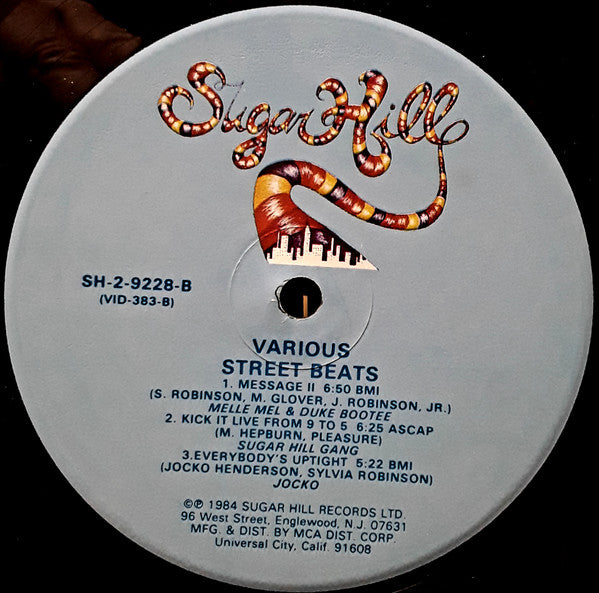 Sugar Hill
SH-2-9228-B
(VID-383-B)
VARIOUS
STREET BEATS
1. MESSAGE II 6:50 BMI
(S. ROBINSON, M. GLOVER, J. ROBINSON, JR.)
MELLE MEL & DUKE BOOTEE
2. KICK IT LIVE FROM 9 TO 5 6:25 ASCAP
(M. HEPBURN, PLEASURE)
SUGAR HILL GANG
3.EVERYBODY'S UPTIGHT 5:22 BMI
(JOCKO HENDERSON, SYLVIA ROBINSON)
JOCKO
©℗ 1984 SUGAR HILL RECORDS LTD.
96 West Street, Englewood, N.J. 07631
MFG. & DIST. BY MCA DIST. CORP.
Universal City, Calif. 91608